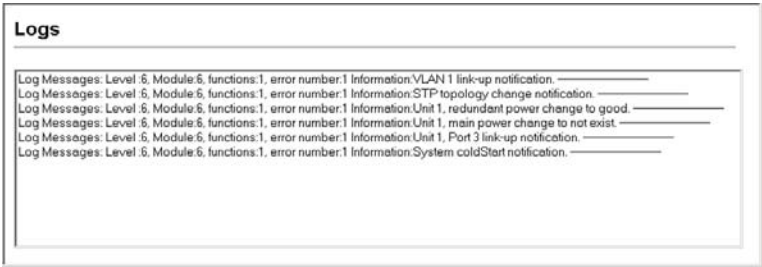 Logs
Log Messages: Level :6, Module:6, functions:1, error number:1 Information:VLAN 1 link-up notification.
Log Messages: Level :6, Module:6, functions:1, error number:1 Information:STP topology change notification.
Log Messages: Level :6, Module:6, functions:1, error number:1 Information:Unit 1, redundant power change to good.
Log Messages: Level :6, Module:6, functions:1, error number:1 Information:Unit 1, main power change to not exist.
Log Messages: Level :6, Module:6, functions:1, error number:1 Information:Unit 1, Port 3 link-up notification.
Log Messages: Level :6, Module:6, functions:1, error number:1 Information:System coldStart notification.